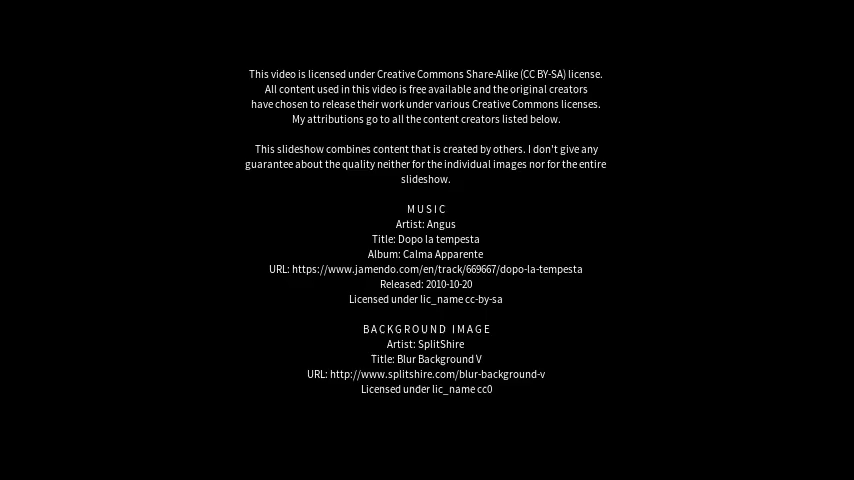 This video is licensed under Creative Commons Share-Alike (CC BY-SA) license.
All content used in this video is free available and the original creators
have chosen to release their work under various Creative Commons licenses.
My attributions go to all the content creators listed below.
This slideshow combines content that is created by others. I don't give any
guarantee about the quality neither for the individual images nor for the entire
slideshow.
MUSIC
Artist: Angus
Title: Dopo la tempesta
Album: Calma Apparente
URL: https://www.jamendo.com/en/track/669667/dopo-la-tempesta
Released: 2010-10-20
Licensed under lic_name cc-by-sa
BACKGROUND IMAGE
Artist: SplitShire
Title: Blur Background V
URL: http://www.splitshire.com/blur-background-v
Licensed under lic_name cc0